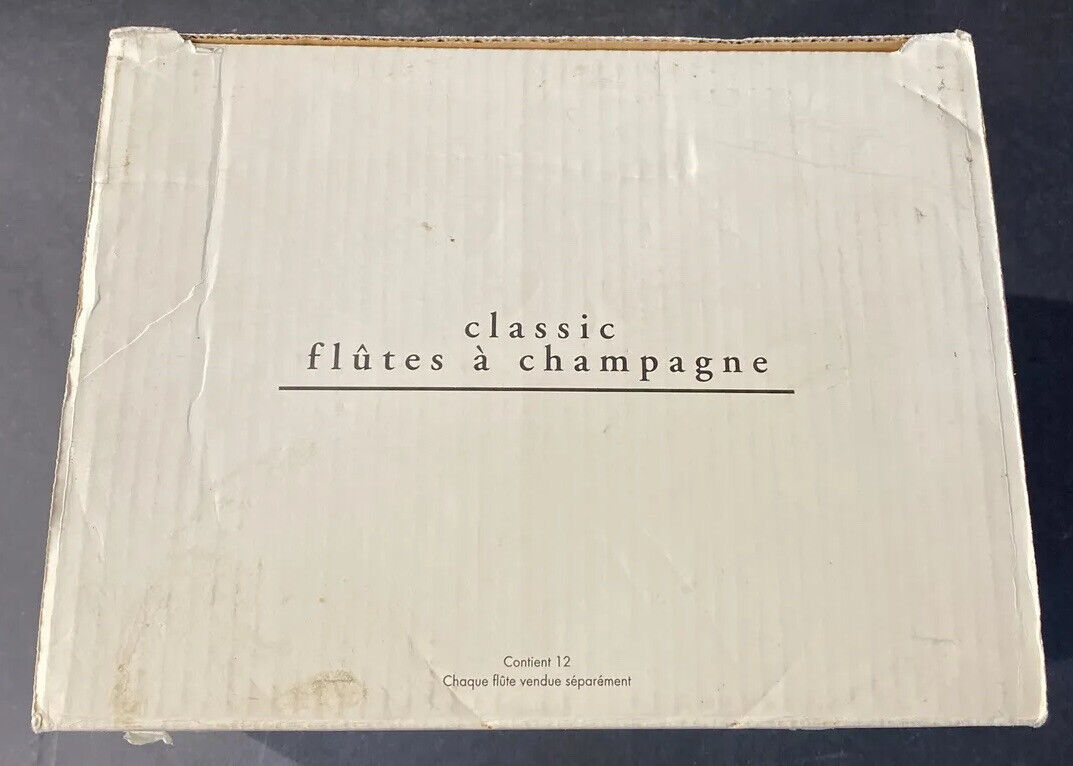 classic
flûtes à champagne
Contient 12
Chaque flûte vendue séparément